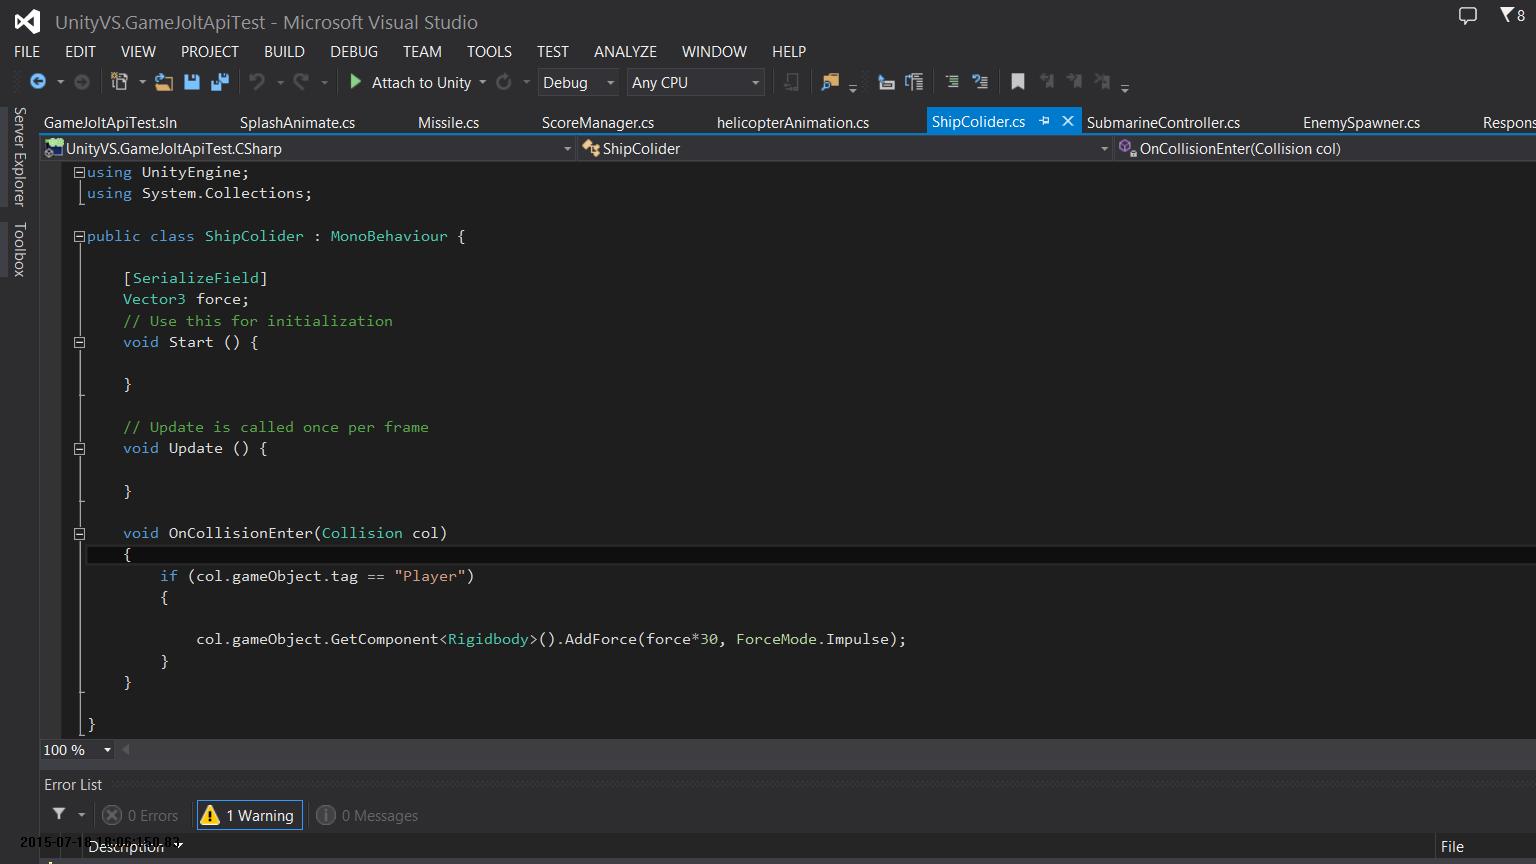 UnityVS.GameJoltApiTest - Microsoft Visual Studio
8
FILE EDIT VIEW PROJECT BUILD DEBUG TEAM TOOLS TEST ANALYZE WINDOW HELP
Attach to Unity Debug Any CPU
Server Explorer
Toolbox
GameJoltApiTest.sln SplashAnimate.cs Missile.cs ScoreManager.cs helicopterAnimation.cs ShipColider.cs SubmarineController.cs EnemySpawner.cs Respons
UnityVS.GameJoltApiTest.CSharp ShipColider OnCollisionEnter(Collision col)
using UnityEngine;
using System.Collections;
public class ShipColider : MonoBehaviour {
[SerializeField]
Vector3 force;
// Use this for initialization
void Start () {
}
// Update is called once per frame
void Update () {
}
void OnCollisionEnter(Collision col)
{
if (col.gameObject.tag == "Player")
{
col.gameObject.GetComponent<Rigidbody>().AddForce(force*30, ForceMode.Impulse);
}
}
}
100 %
Error List
0 Errors 1 Warning 0 Messages
Description File